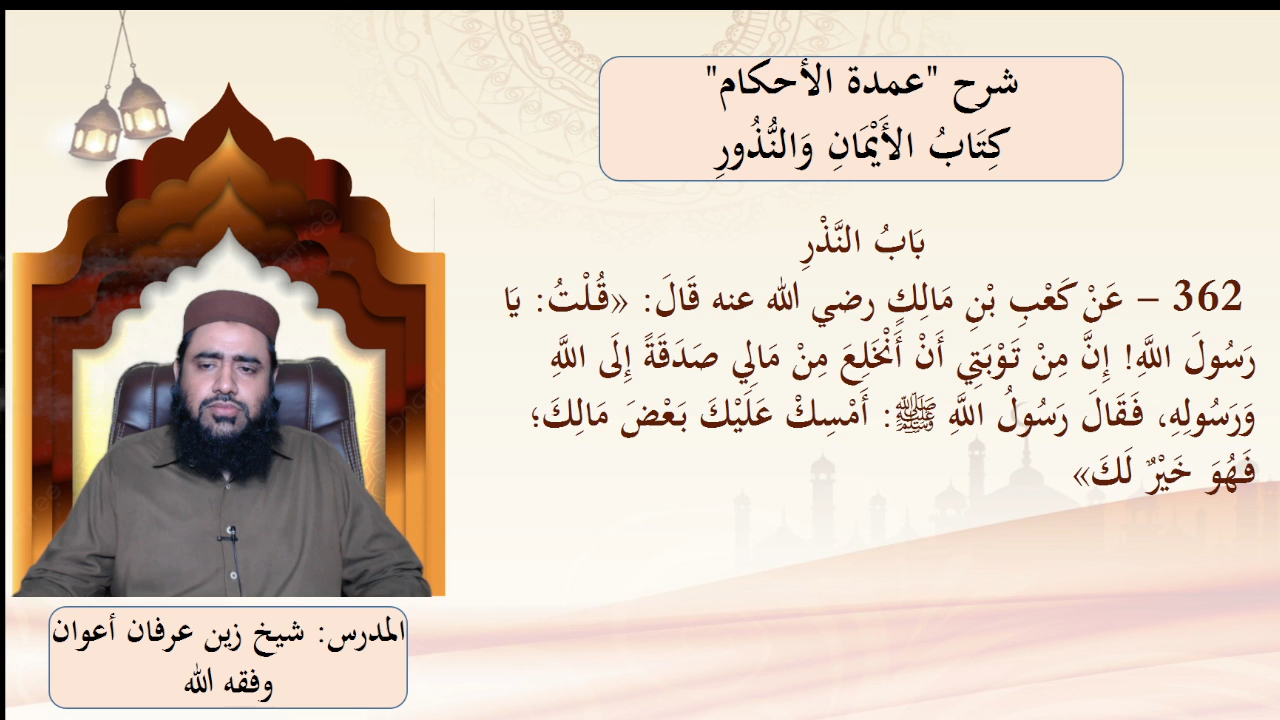 شرح "عمدة الأحكام"
كِتَابُ الأَيْمَانِ وَالنُّذُورِ
بَابُ النَّذْرِ
362 – عَنْ كَعْبِ بْنِ مَالِكٍ رضي الله عنه قَالَ: «قُلْتُ: يَا
رَسُولَ اللَّهِ! إِنَّ مِنْ تَوْبَتِي أَنْ أَنْخَلِعَ مِنْ مَالِي صَدَقَةً إِلَى اللَّهِ
وَرَسُولِهِ، فَقَالَ رَسُولُ اللَّهِ ﷺ: أَمْسِكْ عَلَيْكَ بَعْضَ مَالِكَ؛
فَهُوَ خَيْرٌ لَكَ»
المدرس: شيخ زين عرفان أعوان
وفقه الله